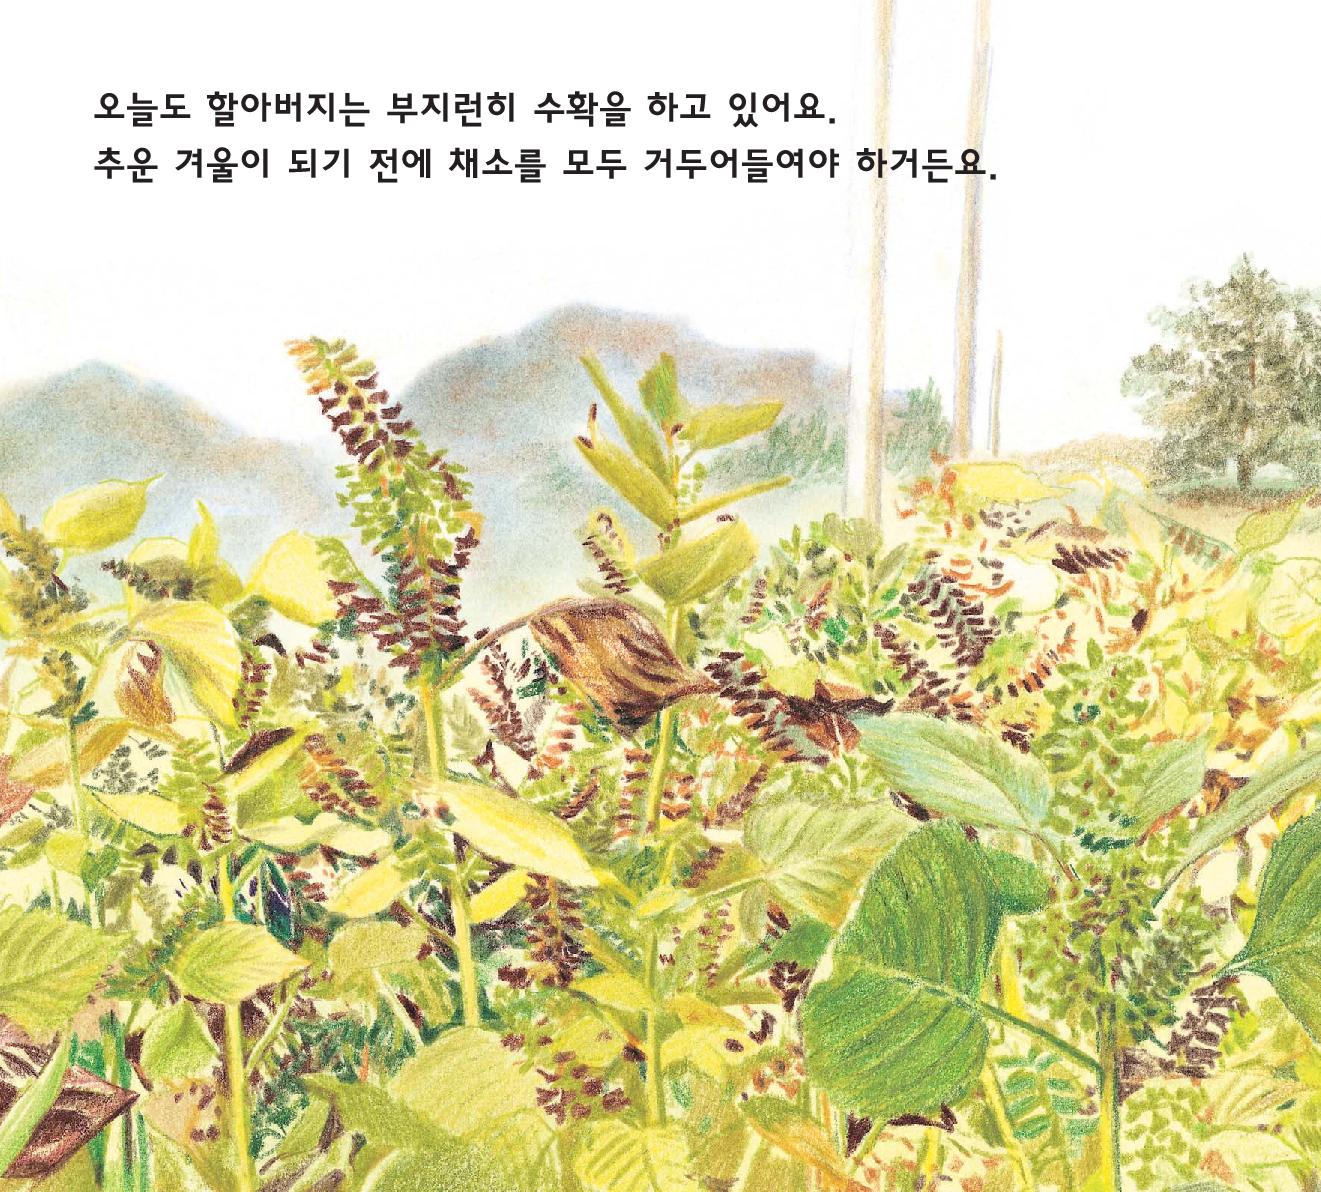 오늘도 할아버지는 부지런히 수확을 하고 있어요.
추운 겨울이 되기 전에 채소를 모두 거두어들여야 하거든요.